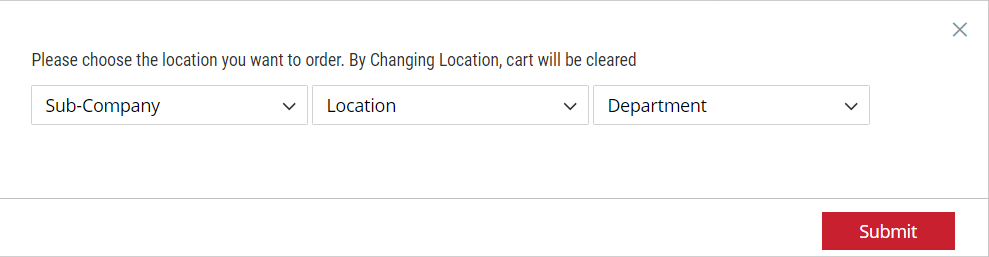 Please choose the location you want to order. By Changing Location, cart will be cleared
Sub-Company Location Department
Submit